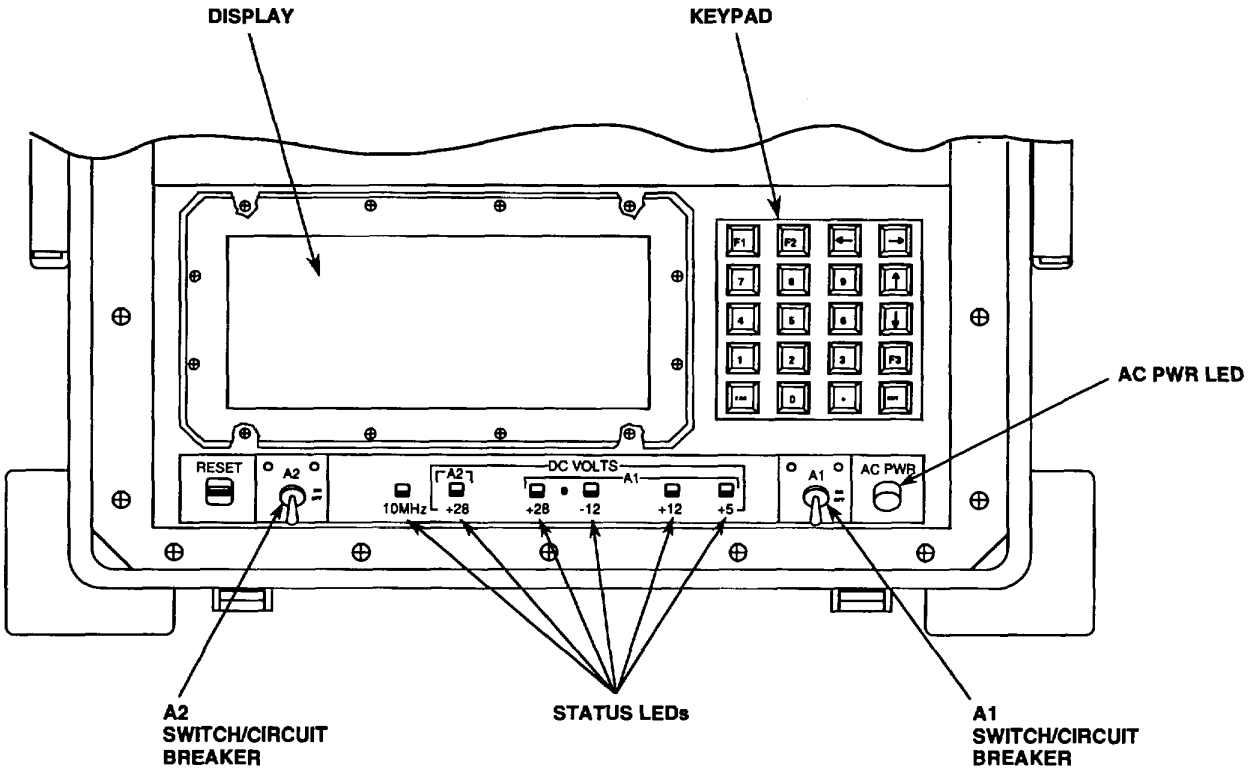 DISPLAY
KEYPAD
F1 F2 ← →
7 8 9 ↑
4 5 6 ↓
1 2 3 F3
0
AC PWR LED
RESET
A2
DC VOLTS
A2
A1
10MHz +28 +28 -12 +12 +5
A1
AC PWR
A2
SWITCH/CIRCUIT
BREAKER
STATUS LEDs
A1
SWITCH/CIRCUIT
BREAKER